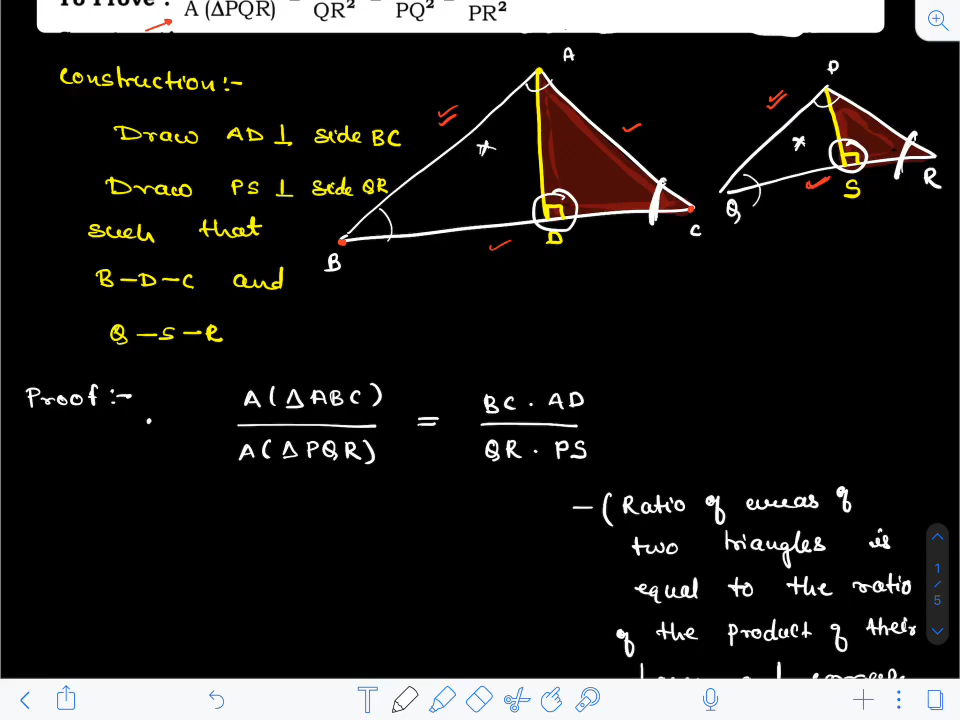 To Prove : A (ΔPQR) QR² PQ² PR²
A
P
Construction :-
Draw AD ⊥ side BC
Draw PS ⊥ side QR
such that
B-D-C and
Q-S-R
B
D
C
Q
S
R
Proof :- A(ΔABC) = BC . AD
A(ΔPQR) QR . PS
- (Ratio of areas of
two triangles is
equal to the ratio
of the product of their
1
/
5
T